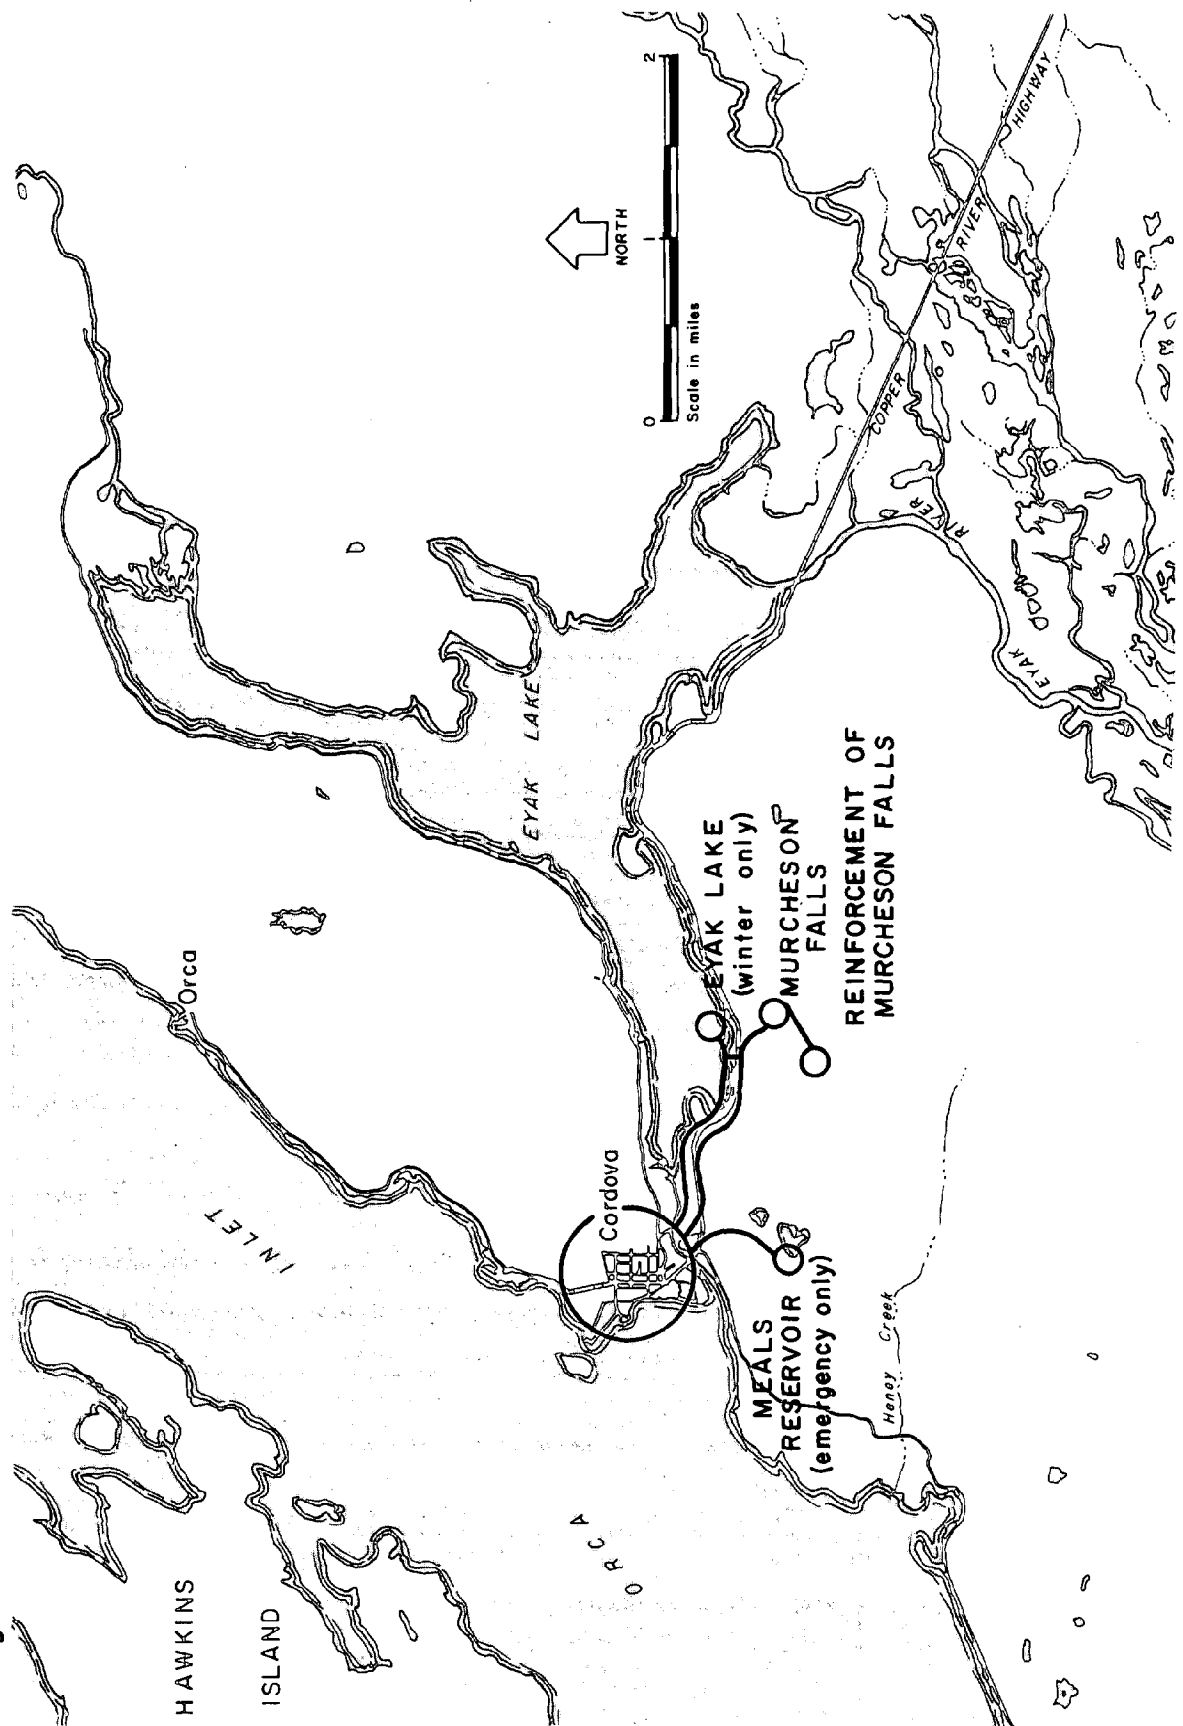 HAWKINS
ISLAND
ORCA
INLET
Orca
Cordova
EYAK LAKE
EYAK LAKE
(winter only)
MURCHESON
FALLS
REINFORCEMENT OF
MURCHESON FALLS
MEALS
RESERVOIR
(emergency only)
Heney Creek
EYAK
RIVER
COPPER
RIVER
HIGHWAY
NORTH
0 1 2
Scale in miles